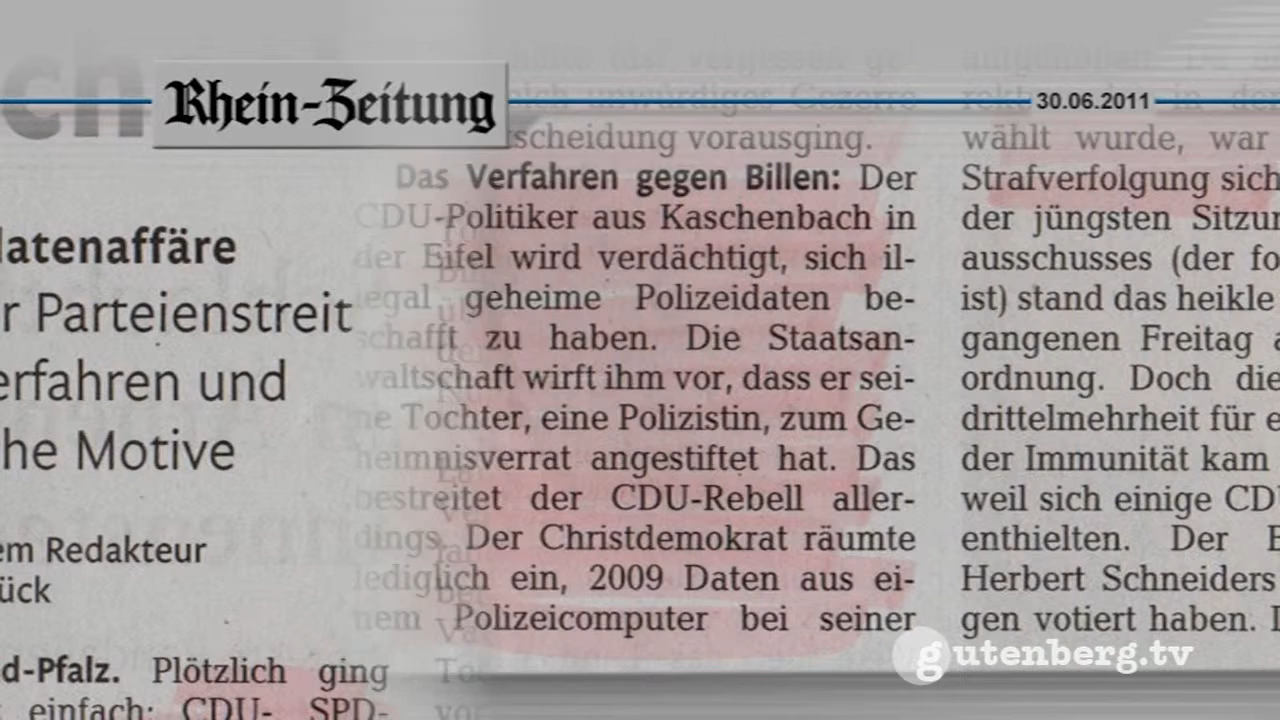 Rhein-Zeitung
30.06.2011
scheidung vorausging.
Das Verfahren gegen Billen: Der
CDU-Politiker aus Kaschenbach in
der Eifel wird verdächtigt, sich il-
legal geheime Polizeidaten be-
schafft zu haben. Die Staatsan-
waltschaft wirft ihm vor, dass er sei-
ne Tochter, eine Polizistin, zum Ge-
heimnisverrat angestiftet hat. Das
bestreitet der CDU-Rebell aller-
dings. Der Christdemokrat räumte
lediglich ein, 2009 Daten aus ei-
nem Polizeicomputer bei seiner
wählt wurde, war
Strafverfolgung sich
der jüngsten Sitzun
ausschusses (der fo
ist) stand das heikle
gangenen Freitag a
ordnung. Doch die
drittelmehrheit für e
der Immunität kam
weil sich einige CD
enthielten. Der
Herbert Schneiders
gen votiert haben.
latenaffäre
r Parteienstreit
erfahren und
he Motive
em Redakteur
ück
d-Pfalz. Plötzlich ging
einfach: CDU- SPD-
gutenberg.tv